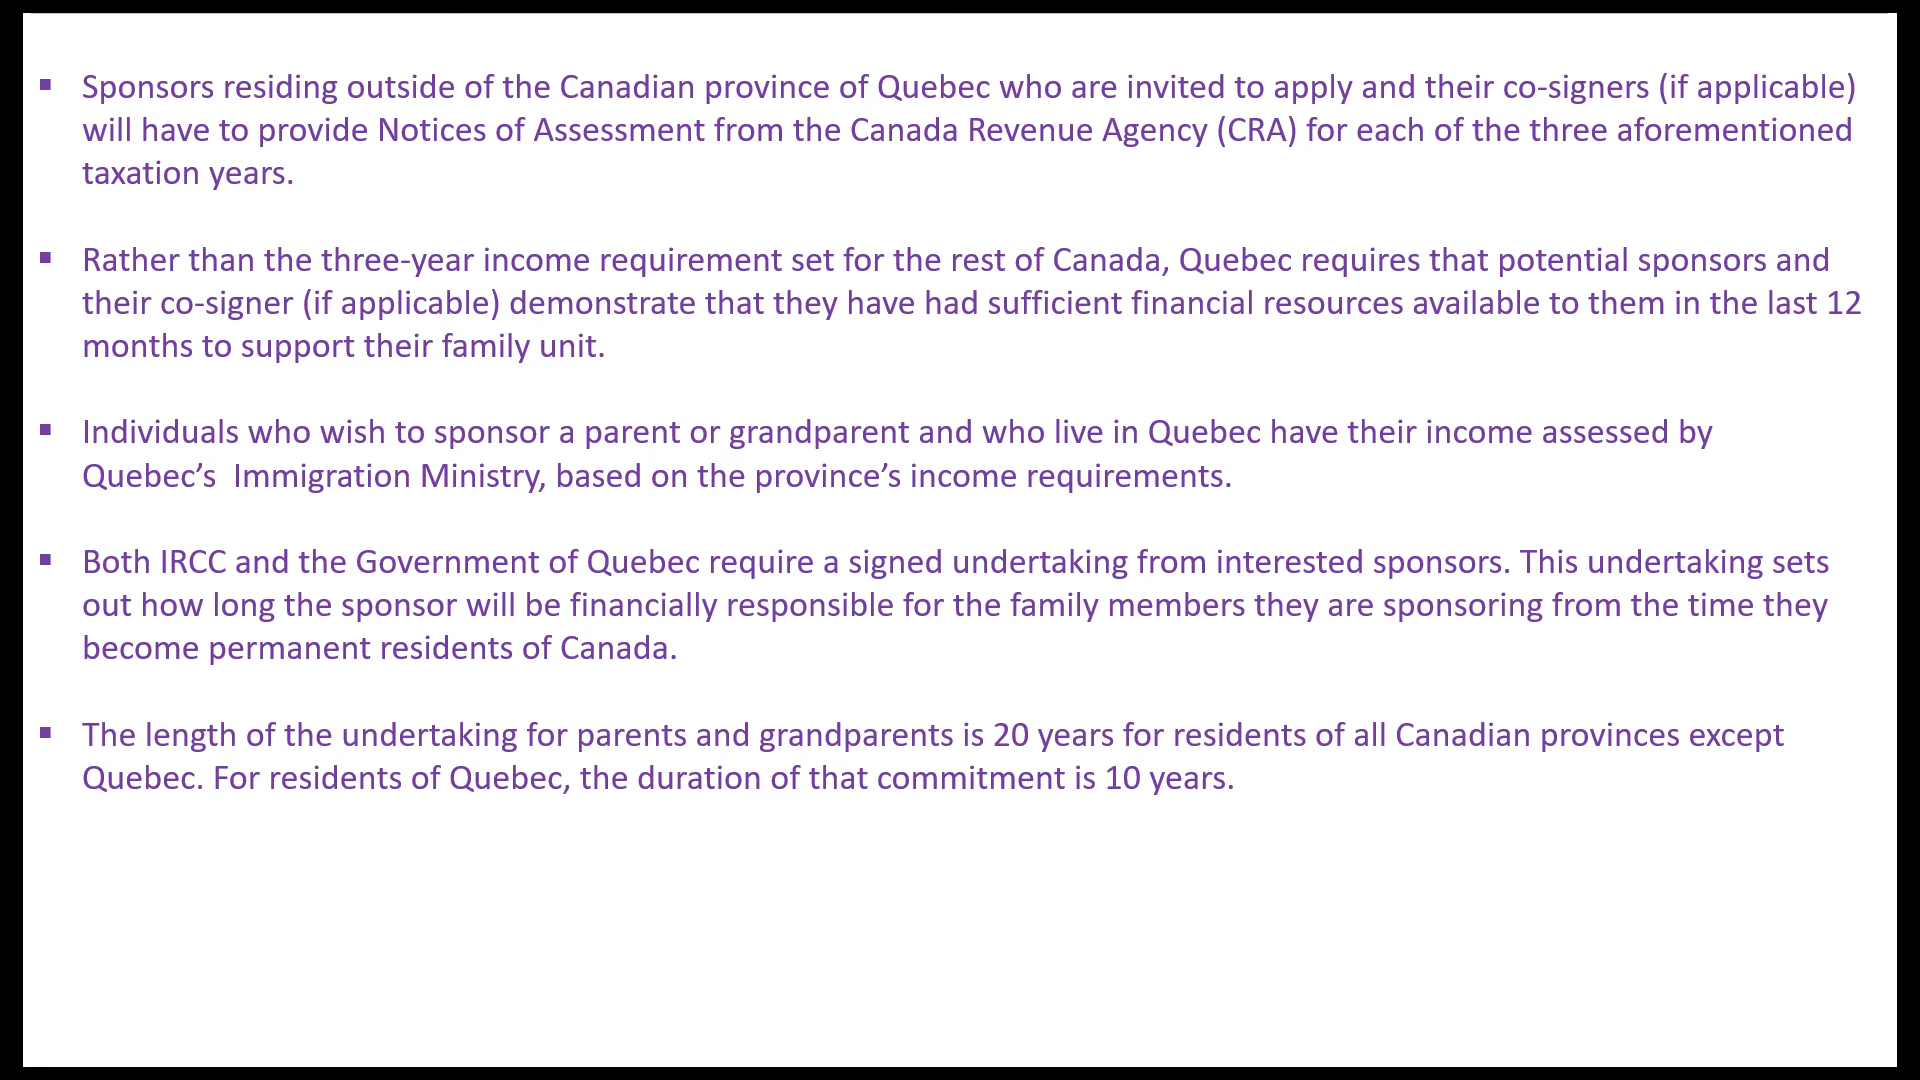 ▪ Sponsors residing outside of the Canadian province of Quebec who are invited to apply and their co-signers (if applicable)
will have to provide Notices of Assessment from the Canada Revenue Agency (CRA) for each of the three aforementioned
taxation years.
▪ Rather than the three-year income requirement set for the rest of Canada, Quebec requires that potential sponsors and
their co-signer (if applicable) demonstrate that they have had sufficient financial resources available to them in the last 12
months to support their family unit.
▪ Individuals who wish to sponsor a parent or grandparent and who live in Quebec have their income assessed by
Quebec’s  Immigration Ministry, based on the province’s income requirements.
▪ Both IRCC and the Government of Quebec require a signed undertaking from interested sponsors. This undertaking sets
out how long the sponsor will be financially responsible for the family members they are sponsoring from the time they
become permanent residents of Canada.
▪ The length of the undertaking for parents and grandparents is 20 years for residents of all Canadian provinces except
Quebec. For residents of Quebec, the duration of that commitment is 10 years.